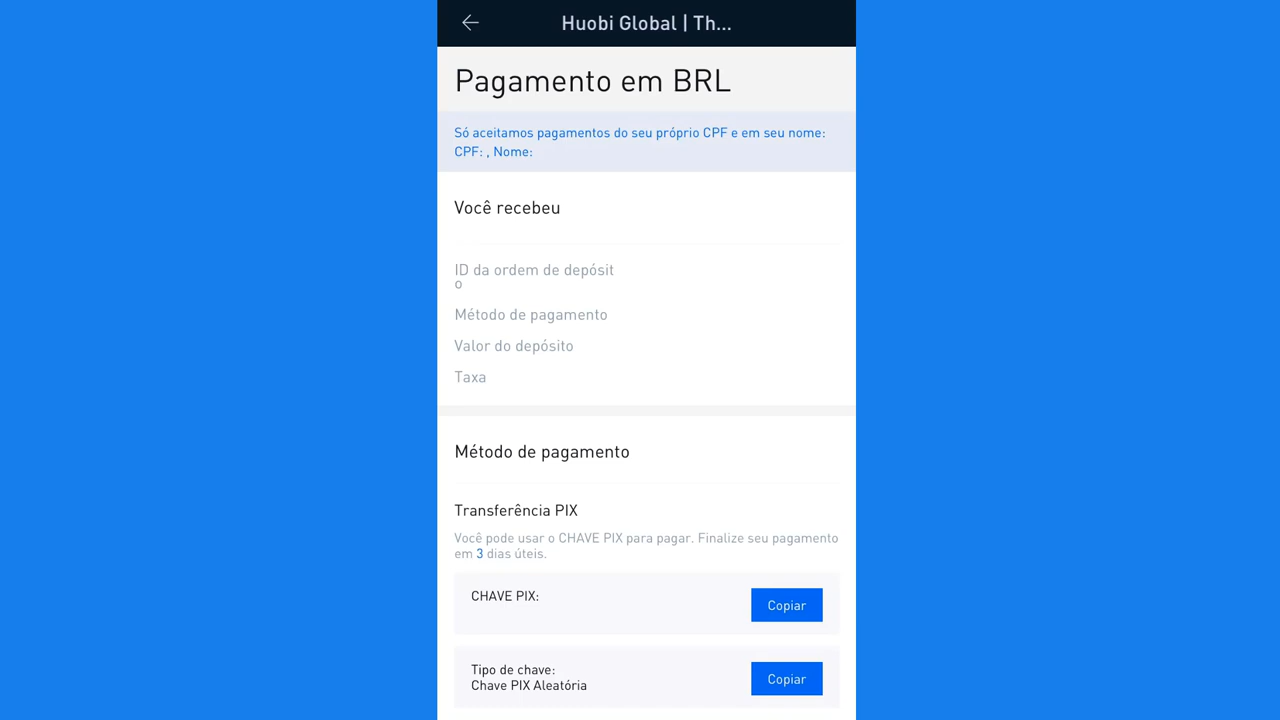 Huobi Global | Th...
Pagamento em BRL
Só aceitamos pagamentos do seu próprio CPF e em seu nome:
CPF: , Nome:
Você recebeu
ID da ordem de depósit
o
Método de pagamento
Valor do depósito
Taxa
Método de pagamento
Transferência PIX
Você pode usar o CHAVE PIX para pagar. Finalize seu pagamento
em 3 dias úteis.
CHAVE PIX:
Copiar
Tipo de chave:
Chave PIX Aleatória
Copiar